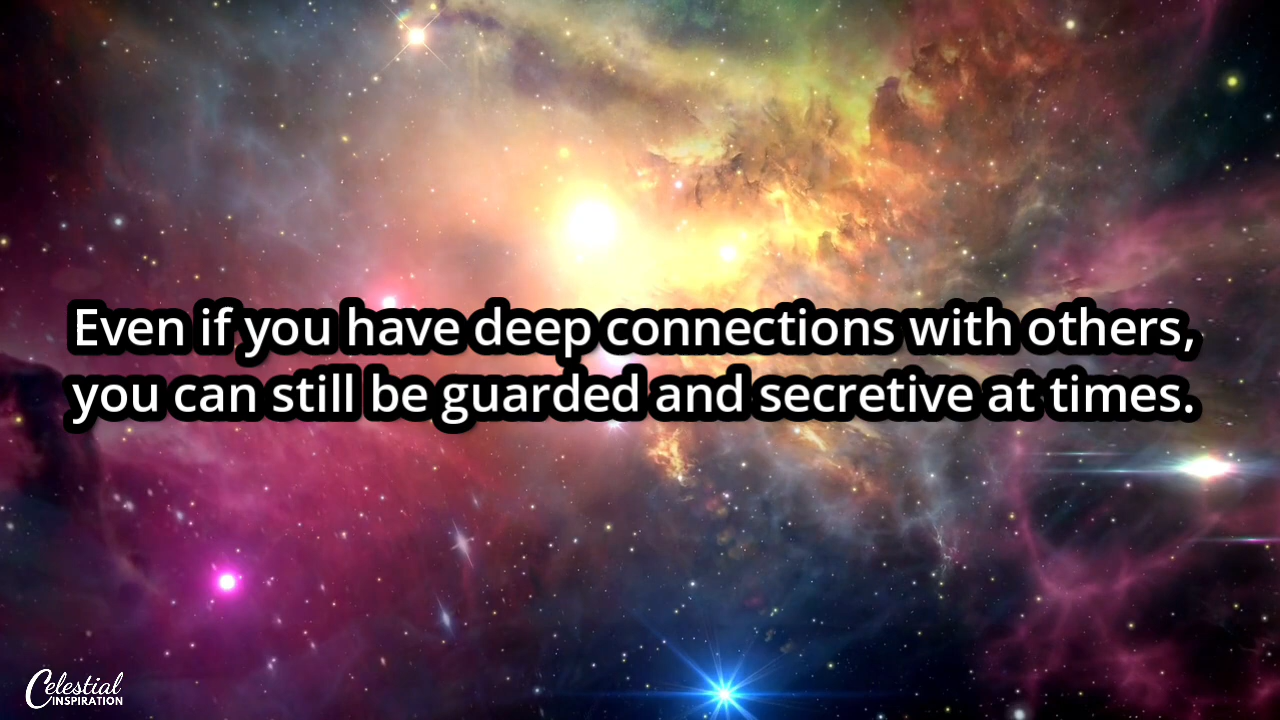 Even if you have deep connections with others,
you can still be guarded and secretive at times.
Celestial
INSPIRATION